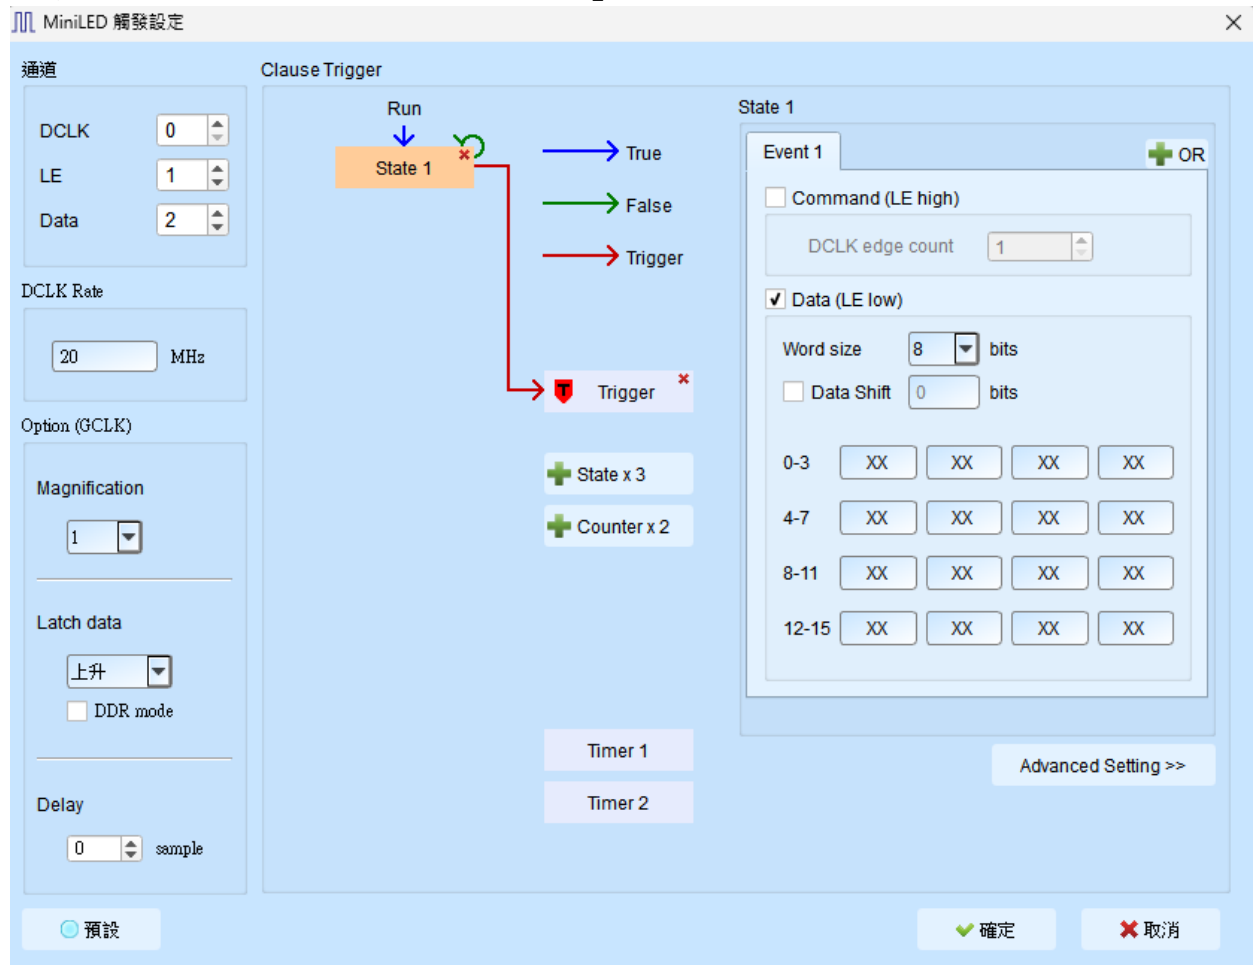 MiniLED 觸發設定
通道
DCLK 0
LE 1
Data 2
DCLK Rate
20 MHz
Option (GCLK)
Magnification
1
Latch data
上升
DDR mode
Delay
0 sample
Clause Trigger
Run
State 1
True
False
Trigger
T Trigger
State x 3
Counter x 2
Timer 1
Timer 2
State 1
Event 1
OR
Command (LE high)
DCLK edge count 1
Data (LE low)
Word size 8 bits
Data Shift 0 bits
0-3 XX XX XX XX
4-7 XX XX XX XX
8-11 XX XX XX XX
12-15 XX XX XX XX
Advanced Setting >>
預設
確定
取消